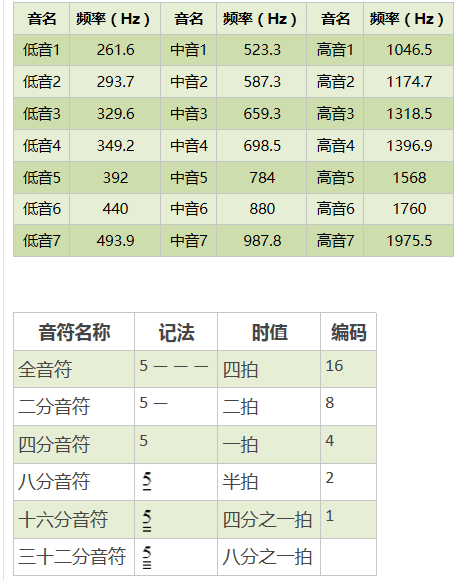 音名 频率（Hz） 音名 频率（Hz） 音名 频率（Hz）
低音1 261.6 中音1 523.3 高音1 1046.5
低音2 293.7 中音2 587.3 高音2 1174.7
低音3 329.6 中音3 659.3 高音3 1318.5
低音4 349.2 中音4 698.5 高音4 1396.9
低音5 392 中音5 784 高音5 1568
低音6 440 中音6 880 高音6 1760
低音7 493.9 中音7 987.8 高音7 1975.5
音符名称 记法 时值 编码
全音符 5 — — — 四拍 16
二分音符 5 — 二拍 8
四分音符 5 一拍 4
八分音符 5 半拍 2
十六分音符 5 四分之一拍 1
三十二分音符 5 八分之一拍